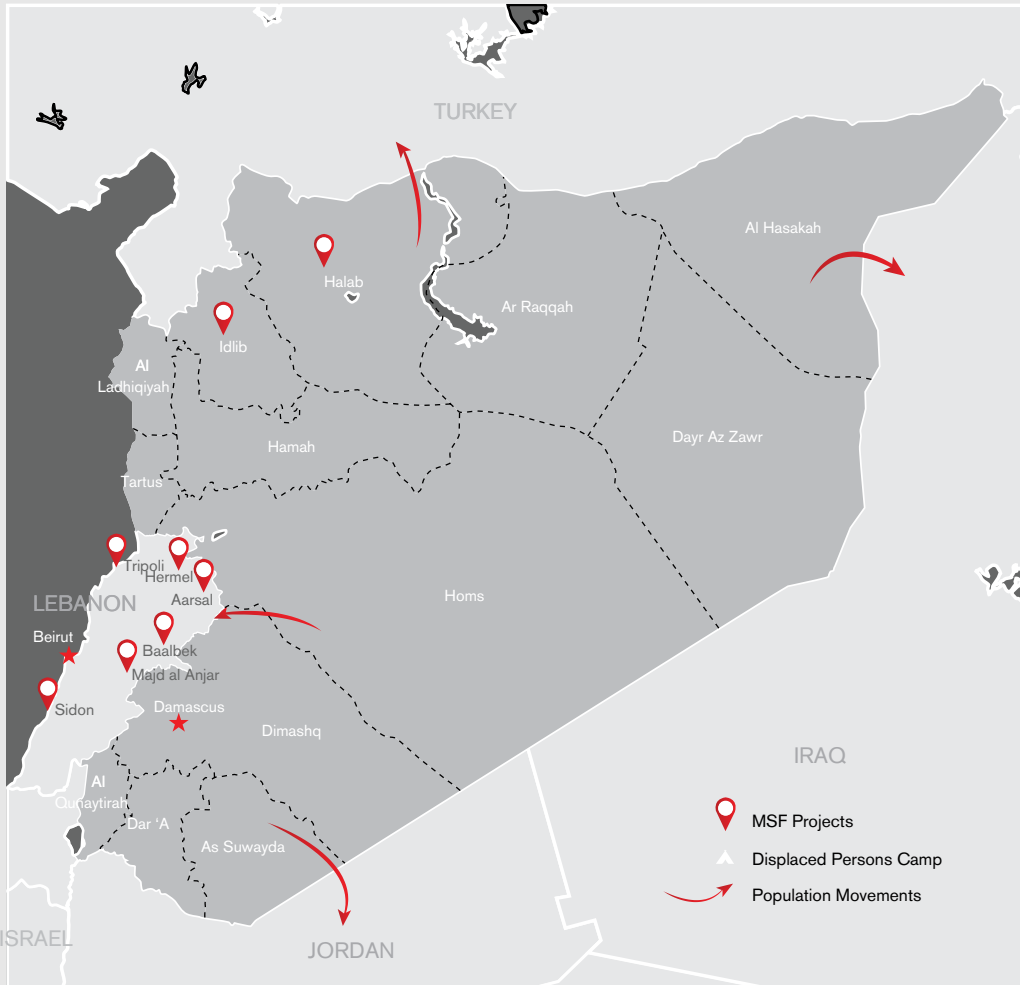 TURKEY
Al Hasakah
Halab
Ar Raqqah
Idlib
Al
Ladhiqiyah
Dayr Az Zawr
Hamah
Tartus
Tripoli
Hermel
Aarsal
Homs
LEBANON
Beirut
Baalbek
Majd al Anjar
Sidon
Damascus
Dimashq
IRAQ
Al
Qunaytirah
Dar ‘A
As Suwayda
MSF Projects
Displaced Persons Camp
Population Movements
ISRAEL
JORDAN